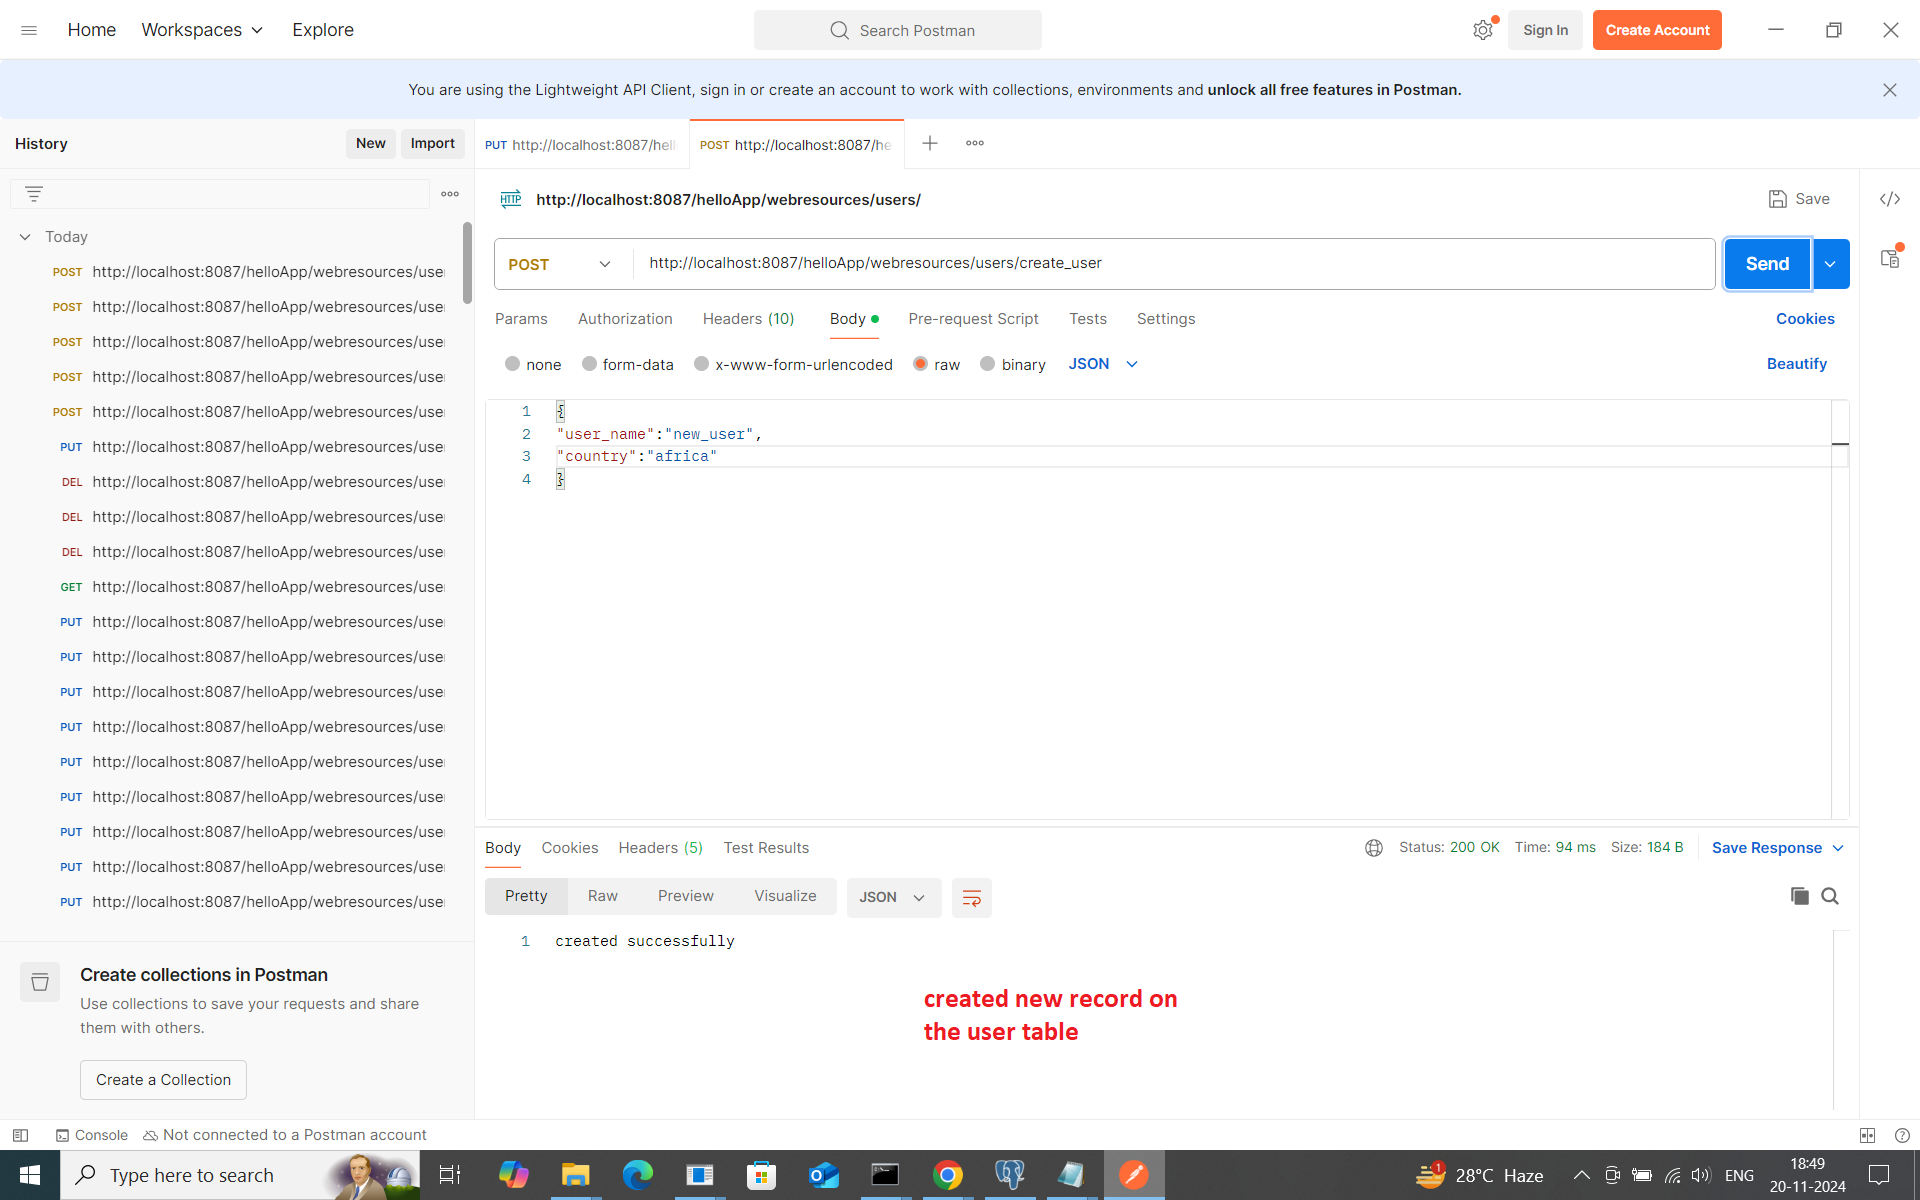 Home Workspaces Explore Search Postman Sign In Create Account
You are using the Lightweight API Client, sign in or create an account to work with collections, environments and unlock all free features in Postman.
History New Import
PUT http://localhost:8087/hell POST http://localhost:8087/he
HTTP http://localhost:8087/helloApp/webresources/users/ Save
Today
POST http://localhost:8087/helloApp/webresources/use
POST http://localhost:8087/helloApp/webresources/use
POST http://localhost:8087/helloApp/webresources/use
POST http://localhost:8087/helloApp/webresources/use
POST http://localhost:8087/helloApp/webresources/use
PUT http://localhost:8087/helloApp/webresources/use
DEL http://localhost:8087/helloApp/webresources/use
DEL http://localhost:8087/helloApp/webresources/use
DEL http://localhost:8087/helloApp/webresources/use
GET http://localhost:8087/helloApp/webresources/use
PUT http://localhost:8087/helloApp/webresources/use
PUT http://localhost:8087/helloApp/webresources/use
PUT http://localhost:8087/helloApp/webresources/use
PUT http://localhost:8087/helloApp/webresources/use
PUT http://localhost:8087/helloApp/webresources/use
PUT http://localhost:8087/helloApp/webresources/use
PUT http://localhost:8087/helloApp/webresources/use
PUT http://localhost:8087/helloApp/webresources/use
PUT http://localhost:8087/helloApp/webresources/use
Create collections in Postman
Use collections to save your requests and share
them with others.
Create a Collection
POST http://localhost:8087/helloApp/webresources/users/create_user Send
Params Authorization Headers (10) Body Pre-request Script Tests Settings Cookies
none form-data x-www-form-urlencoded raw binary JSON Beautify
1 {
2 "user_name":"new_user",
3 "country":"africa"
4 }
Body Cookies Headers (5) Test Results Status: 200 OK Time: 94 ms Size: 184 B Save Response
Pretty Raw Preview Visualize JSON
1 created successfully
created new record on
the user table
Console Not connected to a Postman account
Type here to search 1 28°C Haze ENG 18:49
20-11-2024